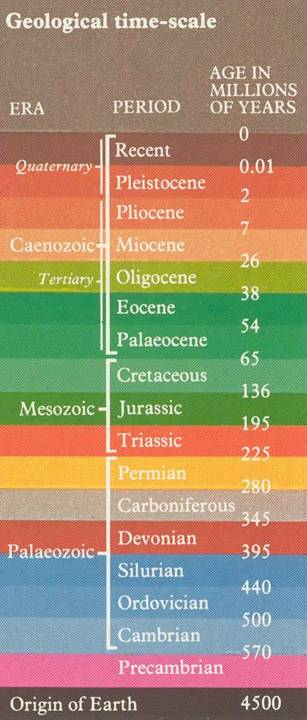 Geological time-scale
AGE IN
MILLIONS
ERA PERIOD OF YEARS
0
Recent
Quaternary 0.01
Pleistocene
2
Pliocene
7
Caenozoic Miocene
26
Tertiary Oligocene
38
Eocene
54
Palaeocene
65
Cretaceous
136
Mesozoic Jurassic
195
Triassic
225
Permian
280
Carboniferous
345
Devonian
Palaeozoic 395
Silurian
440
Ordovician
500
Cambrian
570
Precambrian
Origin of Earth 4500